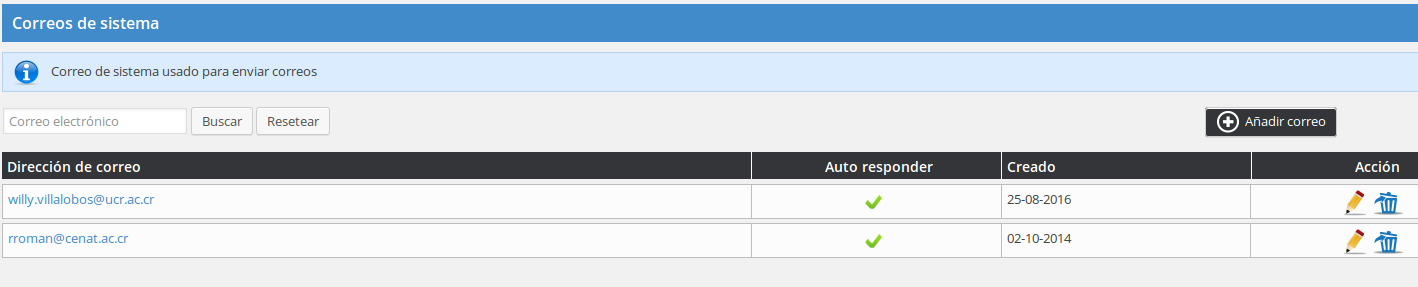 Correos de sistema
Correo de sistema usado para enviar correos
Correo electrónico Buscar Resetear Añadir correo
Dirección de correo Auto responder Creado Acción
willy.villalobos@ucr.ac.cr 25-08-2016
rroman@cenat.ac.cr 02-10-2014